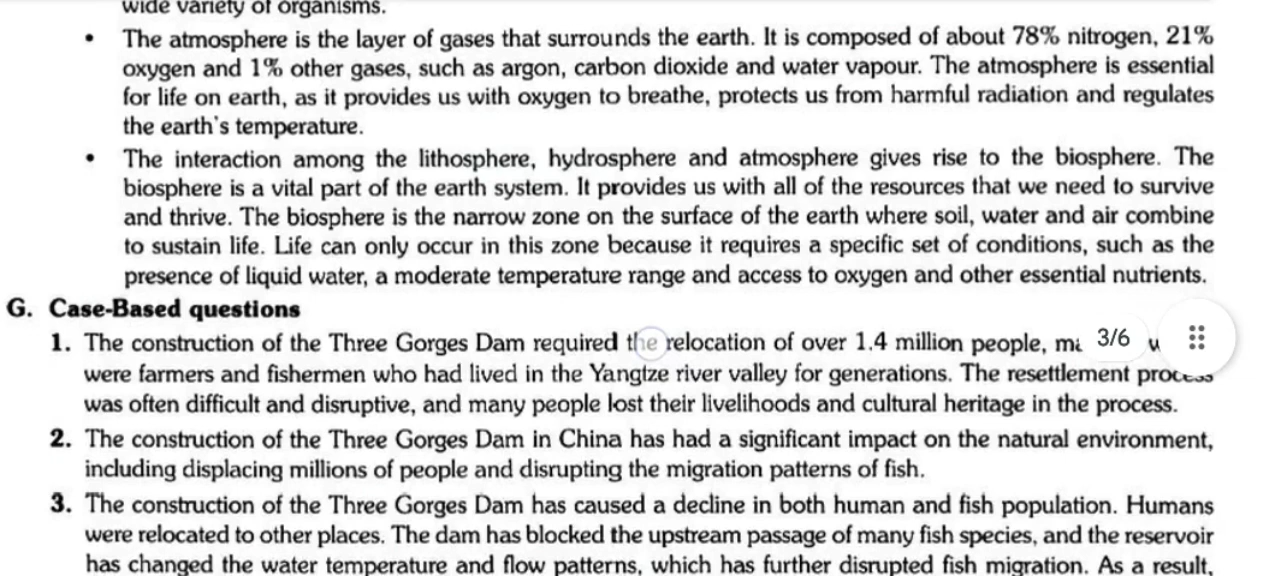 wide variety of organisms.
• The atmosphere is the layer of gases that surrounds the earth. It is composed of about 78% nitrogen, 21%
oxygen and 1% other gases, such as argon, carbon dioxide and water vapour. The atmosphere is essential
for life on earth, as it provides us with oxygen to breathe, protects us from harmful radiation and regulates
the earth's temperature.
• The interaction among the lithosphere, hydrosphere and atmosphere gives rise to the biosphere. The
biosphere is a vital part of the earth system. It provides us with all of the resources that we need to survive
and thrive. The biosphere is the narrow zone on the surface of the earth where soil, water and air combine
to sustain life. Life can only occur in this zone because it requires a specific set of conditions, such as the
presence of liquid water, a moderate temperature range and access to oxygen and other essential nutrients.
G. Case-Based questions
1. The construction of the Three Gorges Dam required the relocation of over 1.4 million people, 3/6
were farmers and fishermen who had lived in the Yangtze river valley for generations. The resettlement process
was often difficult and disruptive, and many people lost their livelihoods and cultural heritage in the process.
2. The construction of the Three Gorges Dam in China has had a significant impact on the natural environment,
including displacing millions of people and disrupting the migration patterns of fish.
3. The construction of the Three Gorges Dam has caused a decline in both human and fish population. Humans
were relocated to other places. The dam has blocked the upstream passage of many fish species, and the reservoir
has changed the water temperature and flow patterns, which has further disrupted fish migration. As a result,